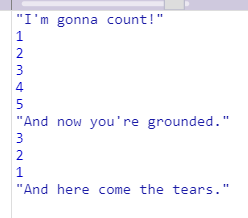 "I'm gonna count!"
1
2
3
4
5
"And now you're grounded."
3
2
1
"And here come the tears."